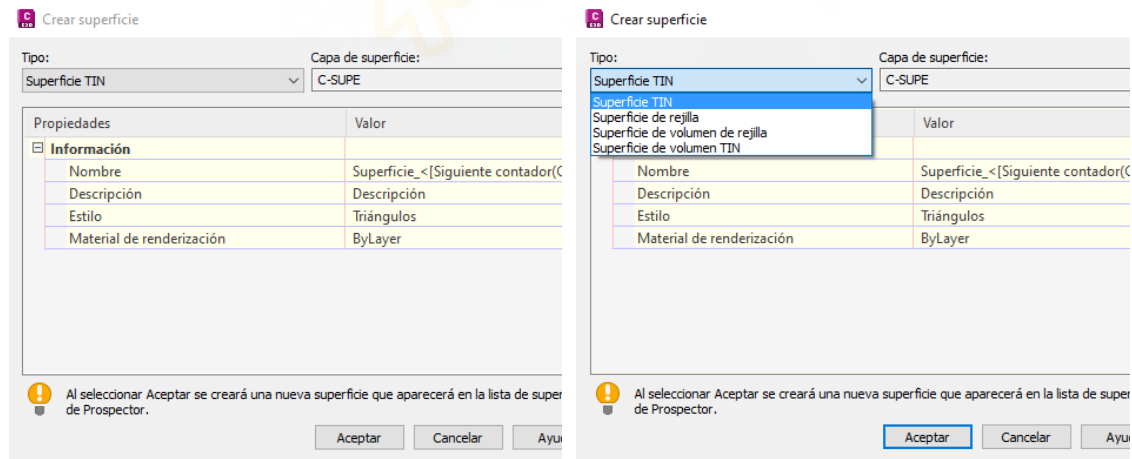 Crear superficie
Tipo:
Capa de superficie:
Superficie TIN
C-SUPE
Propiedades
Valor
Información
Nombre
Superficie_<[Siguiente contador(
Descripción
Descripción
Estilo
Triángulos
Material de renderización
ByLayer
Al seleccionar Aceptar se creará una nueva superficie que aparecerá en la lista de
de Prospector.
Aceptar
Cancelar
Crear superficie
Tipo:
Capa de superficie:
Superficie TIN
C-SUPE
Superficie TIN
Superficie de rejilla
Superficie de volumen de rejilla
Superficie de volumen TIN
Valor
Nombre
Superficie_<[Siguiente contador(
Descripción
Descripción
Estilo
Triángulos
Material de renderización
ByLayer
Al seleccionar Aceptar se creará una nueva superficie que aparecerá en la lista de
de Prospector.
Aceptar
Cancelar